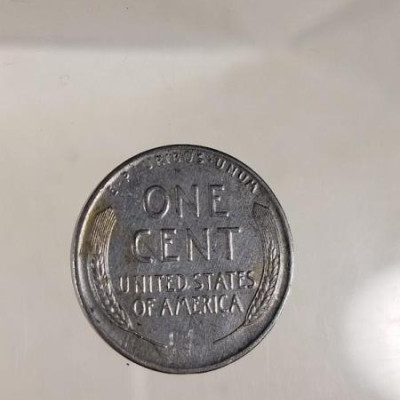 E·PLURIBUS·UNUM
ONE
CENT
UNITED STATES
OF AMERICA